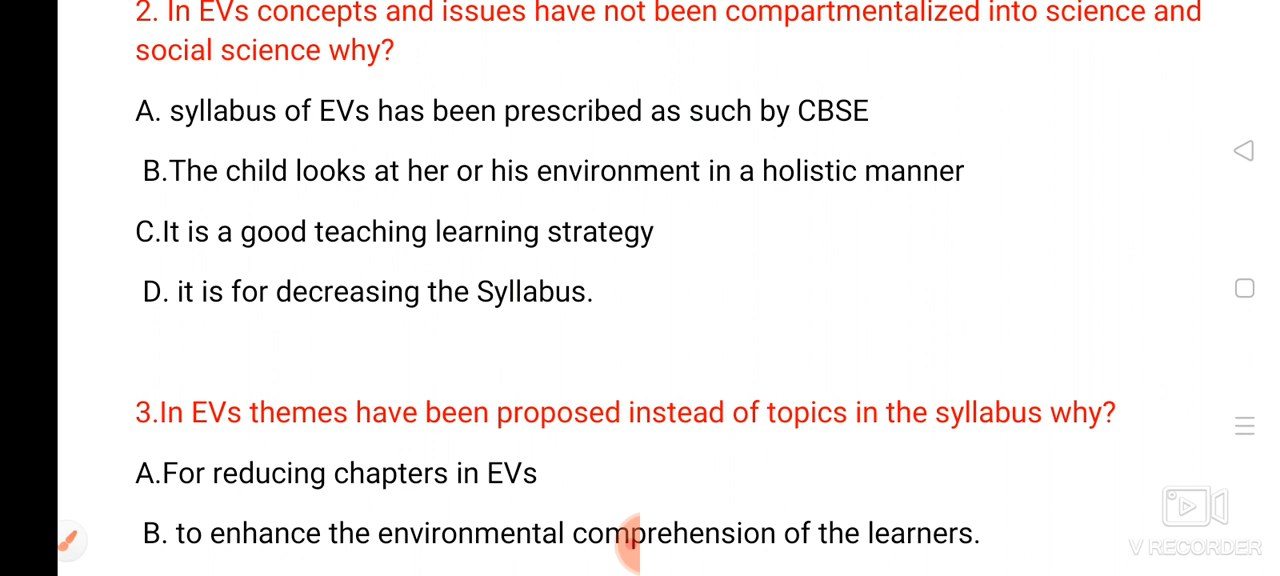 2. In EVs concepts and issues have not been compartmentalized into science and
social science why?
A. syllabus of EVs has been prescribed as such by CBSE
B.The child looks at her or his environment in a holistic manner
C.It is a good teaching learning strategy
D. it is for decreasing the Syllabus.
3.In EVs themes have been proposed instead of topics in the syllabus why?
A.For reducing chapters in EVs
B. to enhance the environmental comprehension of the learners.
V RECORDER